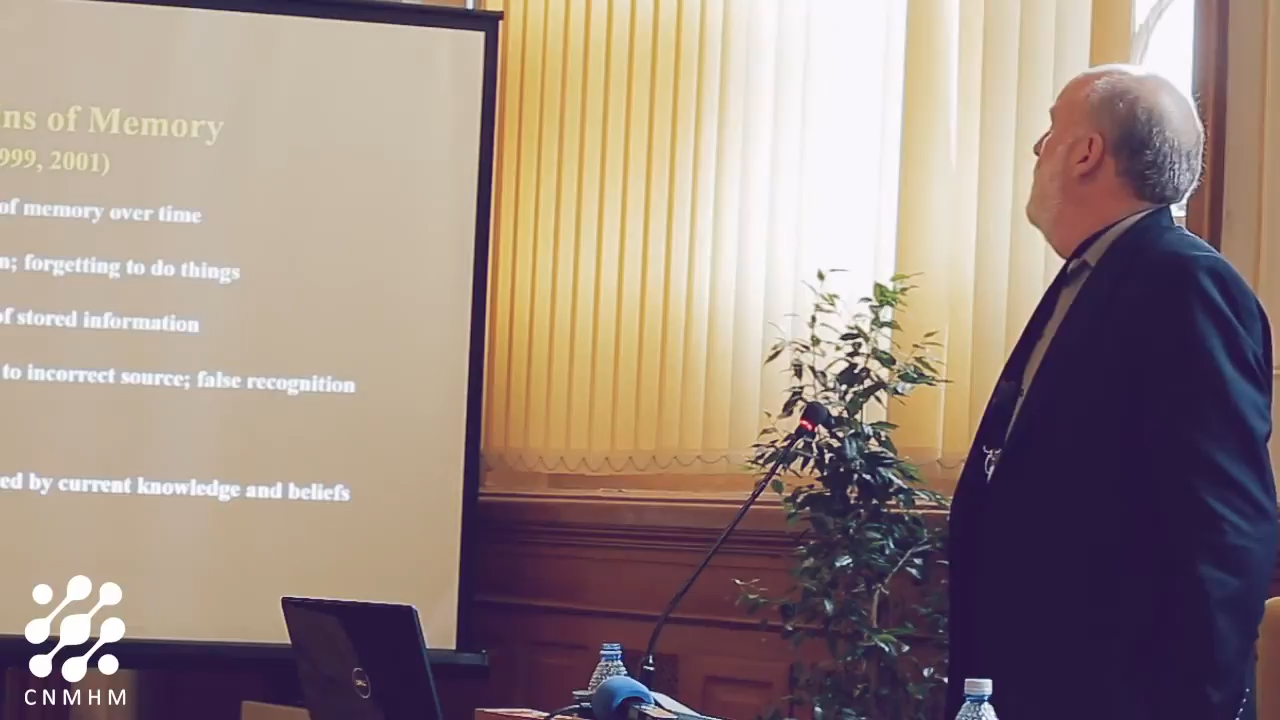 ns of Memory
999, 2001)
of memory over time
n; forgetting to do things
of stored information
to incorrect source; false recognition
ed by current knowledge and beliefs
DELL
CNMHM